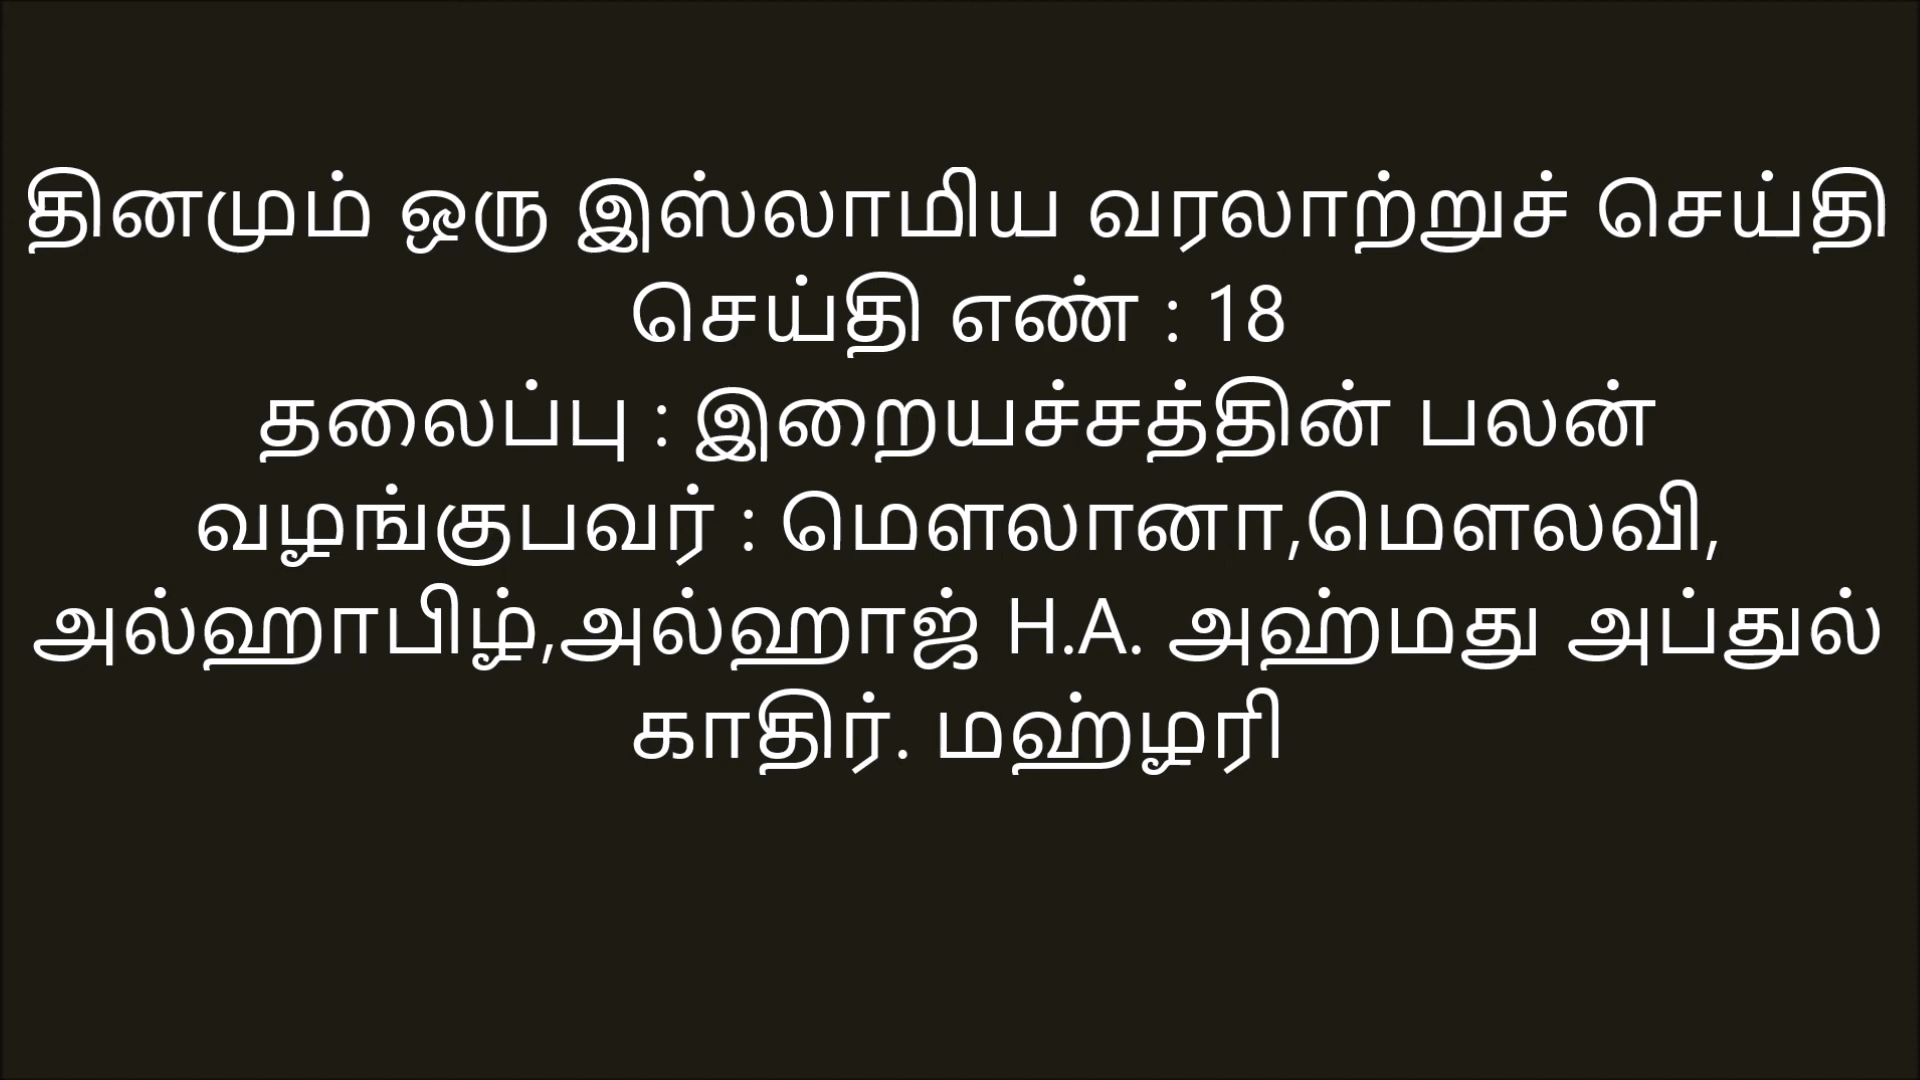 தினமும் ஒரு இஸ்லாமிய வரலாற்றுச் செய்தி
செய்தி எண் : 18
தலைப்பு : இறையச்சத்தின் பலன்
வழங்குபவர் : மௌலானா,மௌலவி,
அல்ஹாபிழ்,அல்ஹாஜ் H.A. அஹ்மது அப்துல்
காதிர். மஹ்ழரி